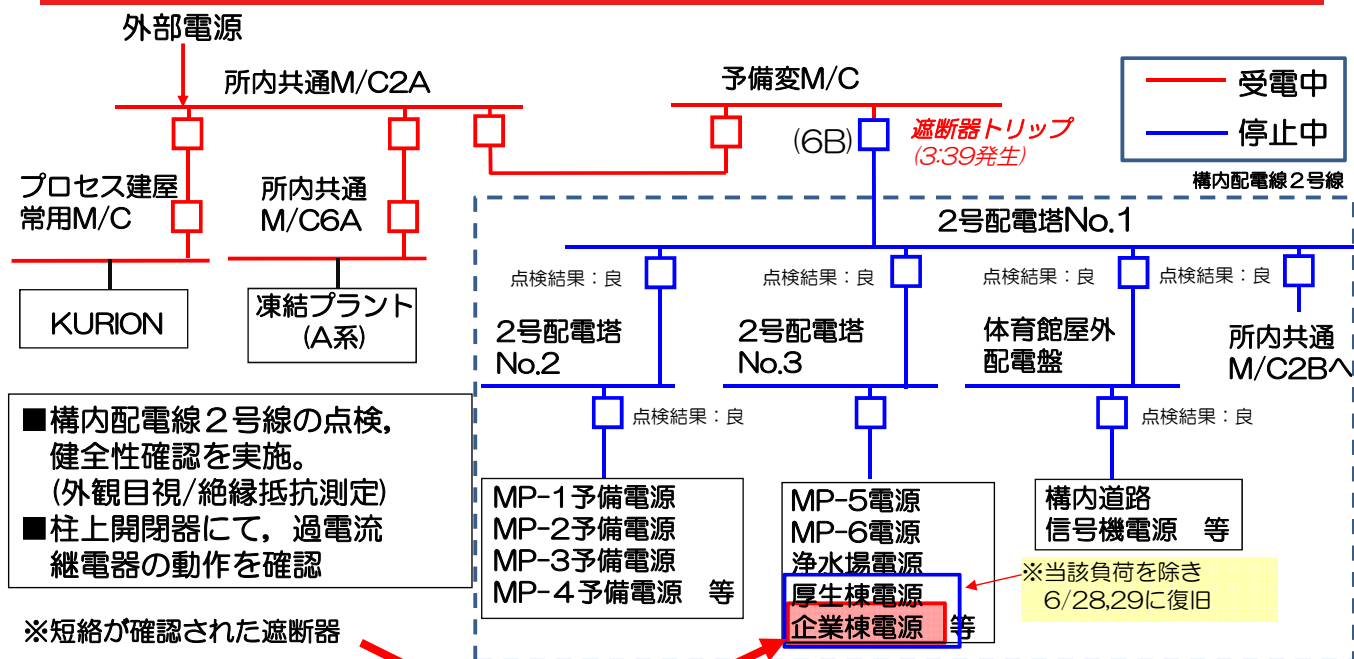 外部電源
所内共通M/C2A
予備変M/C
受電中
停止中
(6B)
遮断器トリップ
(3:39発生)
構内配電線２号線
プロセス建屋
常用M/C
所内共通
M/C6A
2号配電塔No.1
点検結果：良
点検結果：良
点検結果：良
点検結果：良
KURION
凍結プラント
(A系)
2号配電塔
No.2
2号配電塔
No.3
体育館屋外
配電盤
所内共通
M/C2Bへ
■構内配電線２号線の点検，
健全性確認を実施。
(外観目視/絶縁抵抗測定)
■柱上開閉器にて，過電流
継電器の動作を確認
点検結果：良
点検結果：良
MP-1予備電源
MP-2予備電源
MP-3予備電源
MP-4予備電源　等
MP-5電源
MP-6電源
浄水場電源
厚生棟電源
企業棟電源　等
構内道路
信号機電源　等
※当該負荷を除き
6/28,29に復旧
※短絡が確認された遮断器